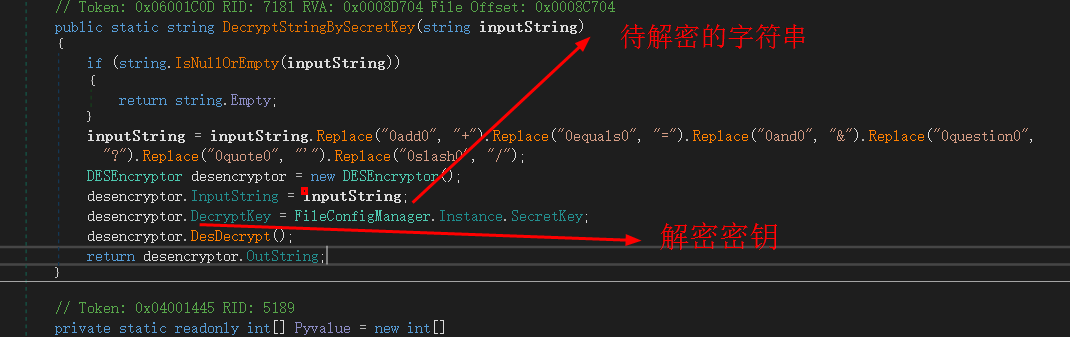 // Token: 0x06001C0D RID: 7181 RVA: 0x0008D704 File Offset: 0x0008C704
public static string DecryptStringBySecretKey(string inputString)
{
if (string.IsNullOrEmpty(inputString))
{
return string.Empty;
}
inputString = inputString.Replace("0add0", "+").Replace("0equals0", "=").Replace("0and0", "&").Replace("0question0",
"?").Replace("0quote0", "'").Replace("0slash0", "/");
DESEncryptor desencryptor = new DESEncryptor();
desencryptor.InputString = inputString;
desencryptor.DecryptKey = FileConfigManager.Instance.SecretKey;
desencryptor.DesDecrypt();
return desencryptor.OutString;
}
// Token: 0x04001445 RID: 5189
private static readonly int[] Pyvalue = new int[]
待解密的字符串
解密密钥